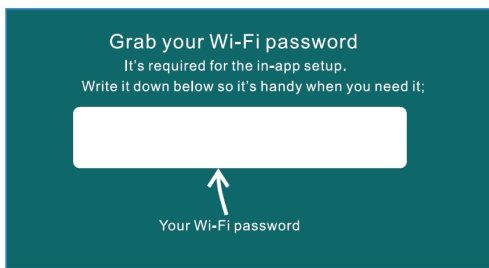 Grab your Wi-Fi password
It's required for the in-app setup.
Write it down below so it's handy when you need it;
Your Wi-Fi password